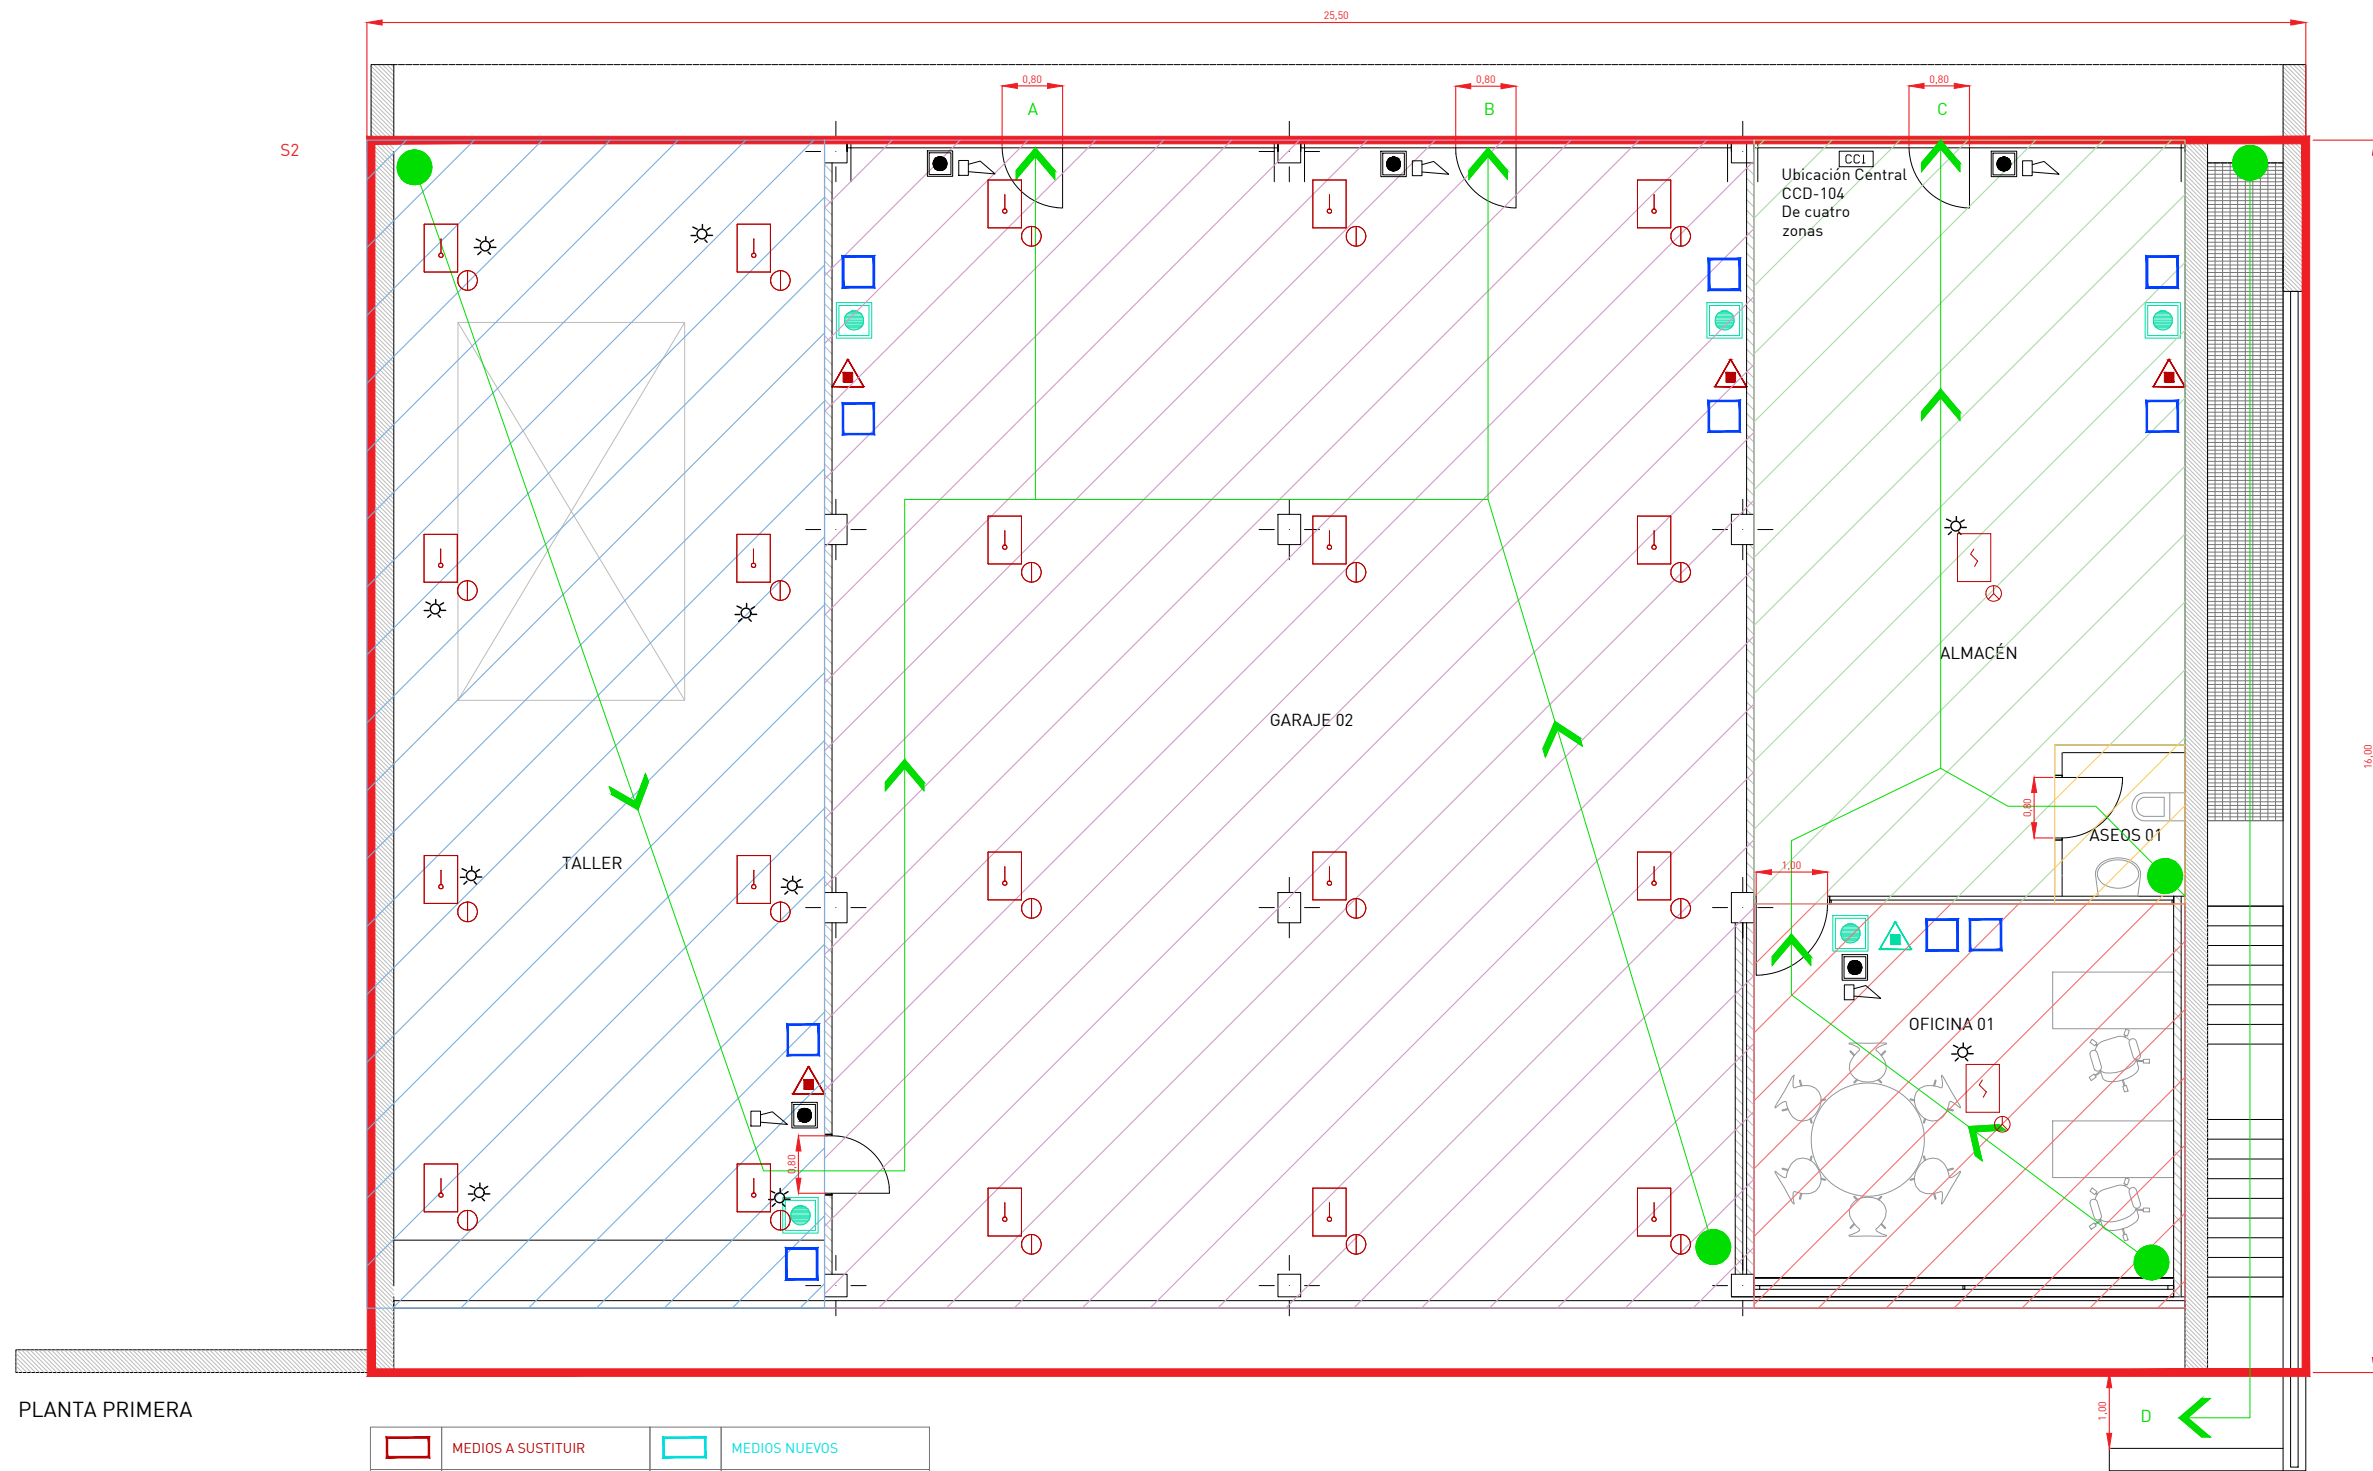 25,50
0,80
0,80
0,80
A
B
C
S2
CCI
Ubicación Central
CCD-104
De cuatro
zonas
ALMACÉN
GARAJE 02
16,00
0,80
ASEOS 01
TALLER
1,00
OFICINA 01
0,80
PLANTA PRIMERA
1,00
D
MEDIOS A SUSTITUIR
MEDIOS NUEVOS